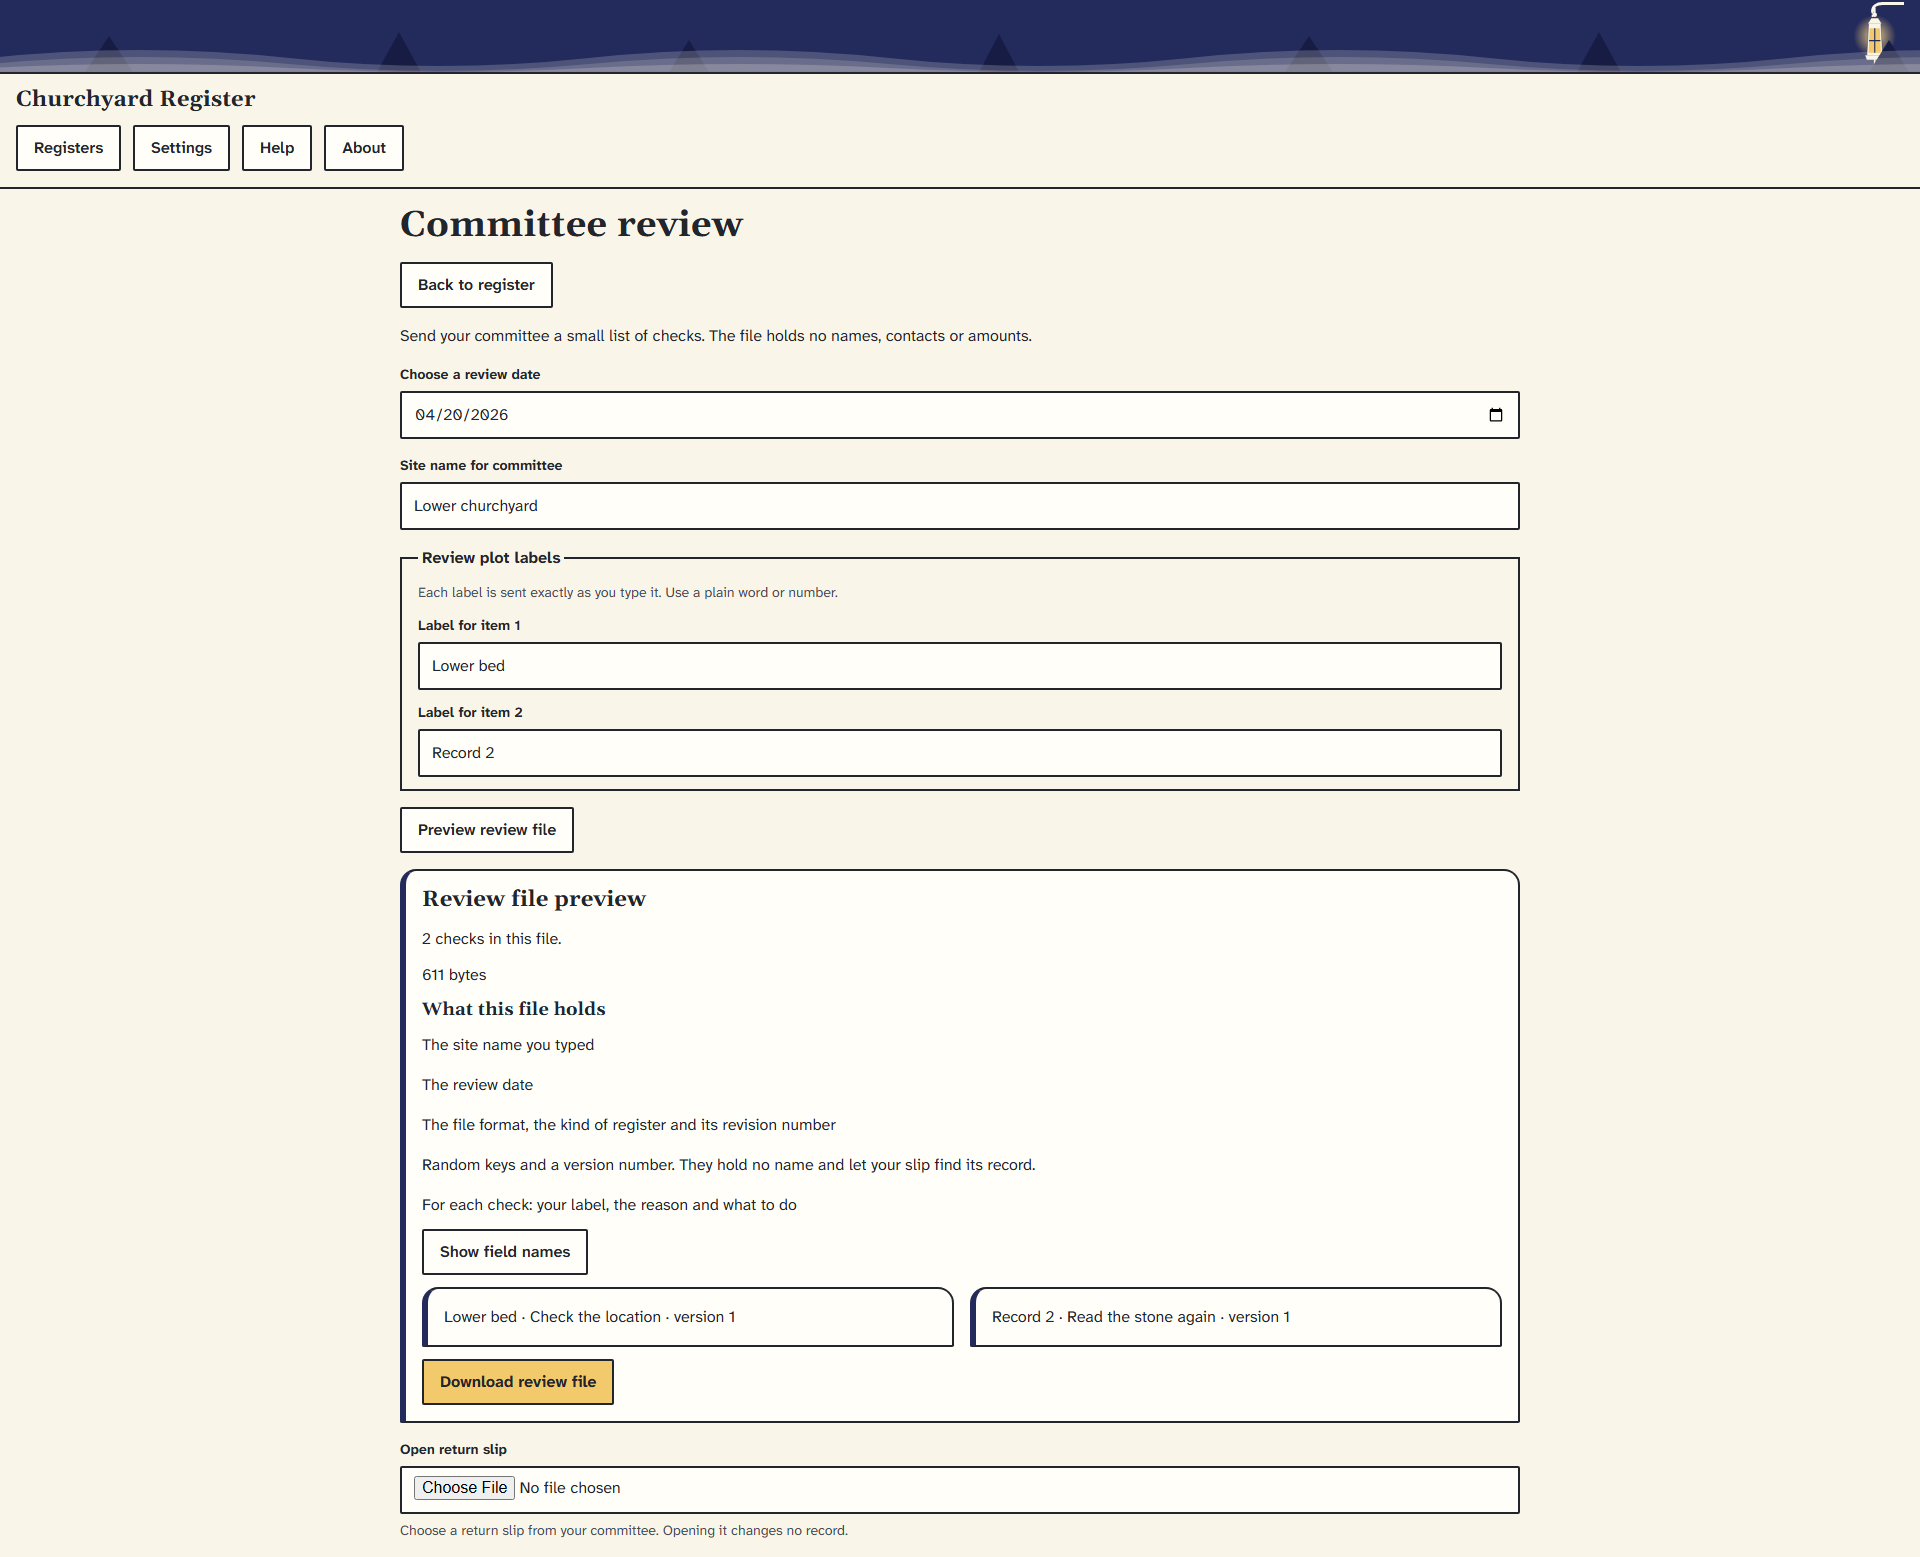 Churchyard Register
Registers
Settings
Help
About
Committee review
Back to register
Send your committee a small list of checks. The file holds no names, contacts or amounts.
Choose a review date
04/20/2026
Site name for committee
Lower churchyard
Review plot labels
Each label is sent exactly as you type it. Use a plain word or number.
Label for item 1
Lower bed
Label for item 2
Record 2
Preview review file
Review file preview
2 checks in this file.
611 bytes
What this file holds
The site name you typed
The review date
The file format, the kind of register and its revision number
Random keys and a version number. They hold no name and let your slip find its record.
For each check: your label, the reason and what to do
Show field names
Lower bed · Check the location · version 1
Record 2 · Read the stone again · version 1
Download review file
Open return slip
Choose File No file chosen
Choose a return slip from your committee. Opening it changes no record.